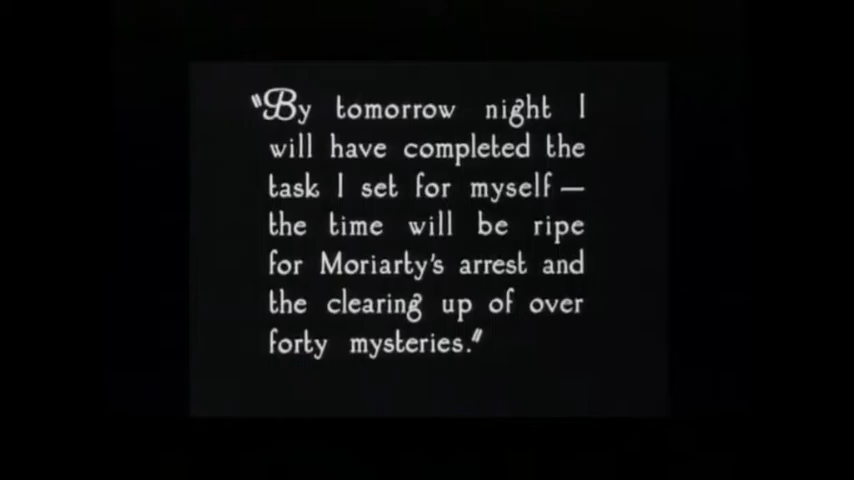 "By tomorrow night I
will have completed the
task I set for myself —
the time will be ripe
for Moriarty's arrest and
the clearing up of over
forty mysteries."